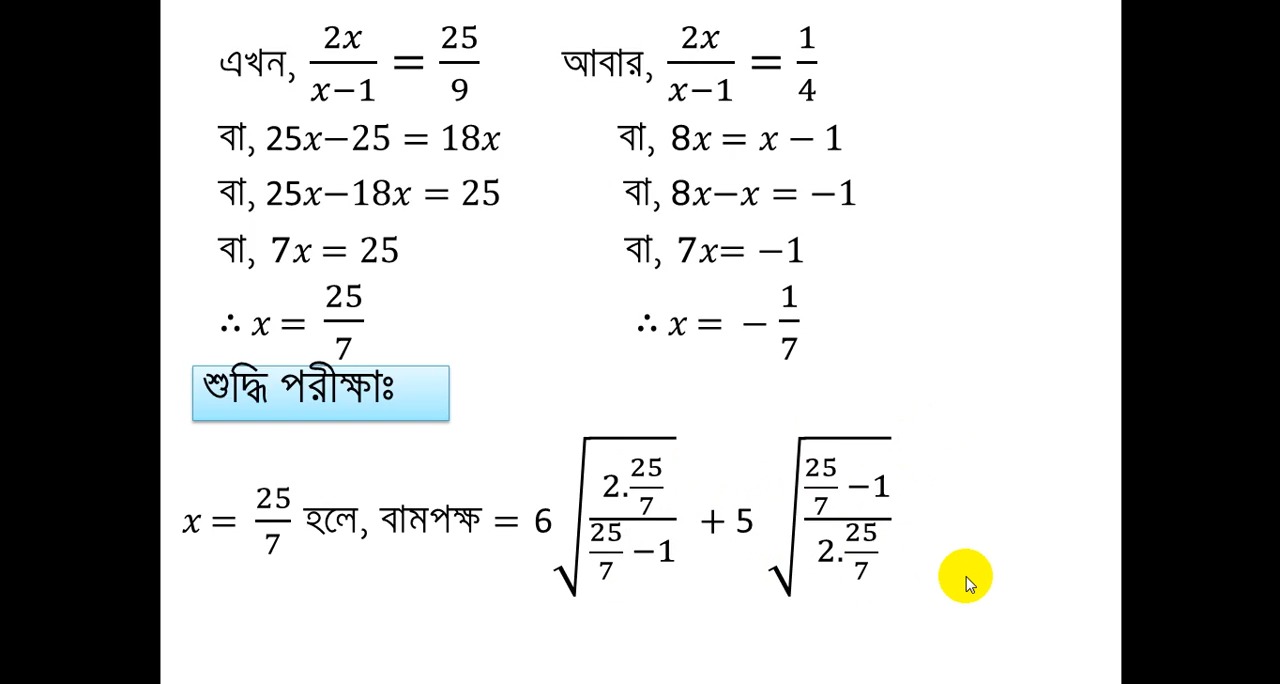 এখন, 2x/x−1 = 25/9 আবার, 2x/x−1 = 1/4
বা, 25x−25 = 18x বা, 8x = x − 1
বা, 25x−18x = 25 বা, 8x−x = −1
বা, 7x = 25 বা, 7x= −1
∴ x = 25/7 ∴ x = − 1/7
শুদ্ধি পরীক্ষাঃ
x = 25/7 হলে, বামপক্ষ = 6 √(2.25/7 / 25/7 −1) + 5 √(25/7 −1 / 2.25/7)